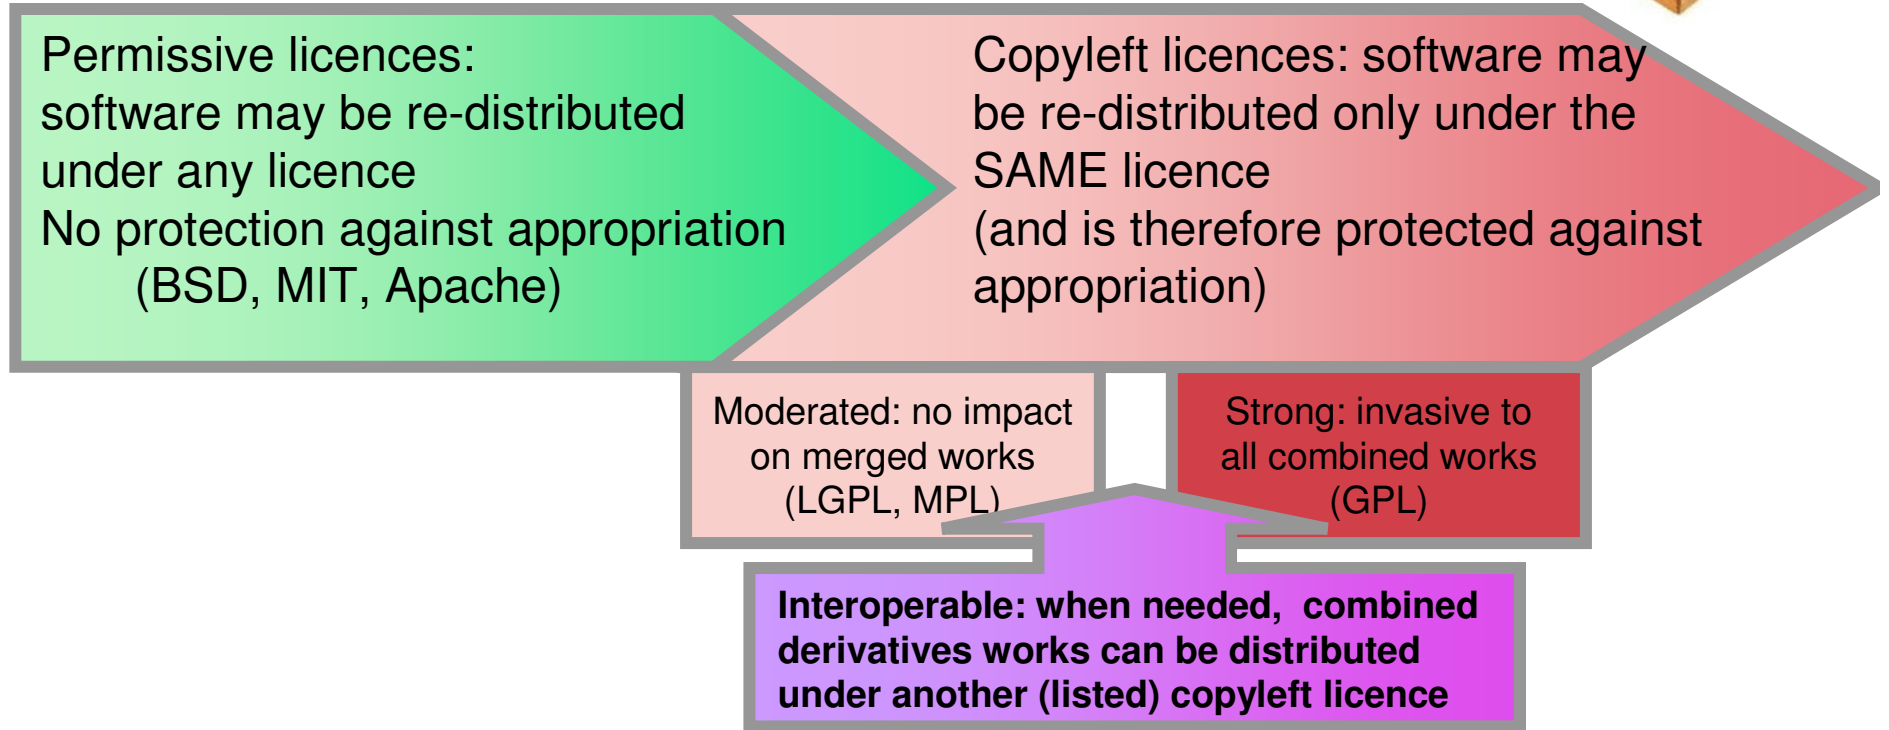 Permissive licences:
software may be re-distributed
under any licence
No protection against appropriation
(BSD, MIT, Apache)
Copyleft licences: software may
be re-distributed only under the
SAME licence
(and is therefore protected against
appropriation)
Moderated: no impact
on merged works
(LGPL, MPL)
Strong: invasive to
all combined works
(GPL)
Interoperable: when needed, combined
derivatives works can be distributed
under another (listed) copyleft licence